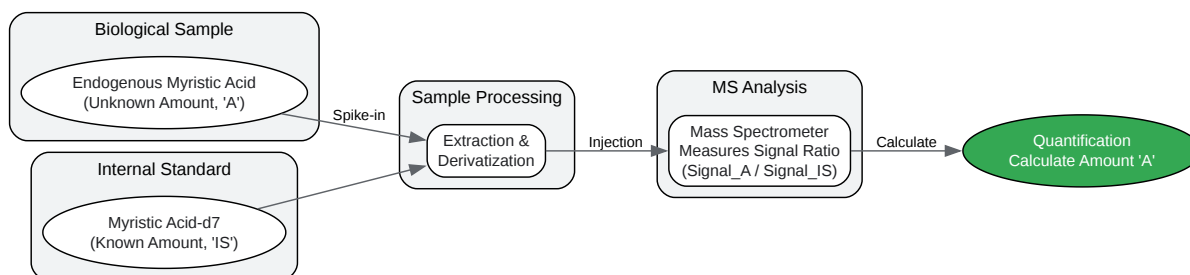 Biological Sample
Endogenous Myristic Acid
(Unknown Amount, 'A')
Spike-in
Internal Standard
Myristic Acid-d7
(Known Amount, 'IS')
Sample Processing
Extraction &
Derivatization
Injection
MS Analysis
Mass Spectrometer
Measures Signal Ratio
(Signal_A / Signal_IS)
Calculate
Quantification
Calculate Amount 'A'